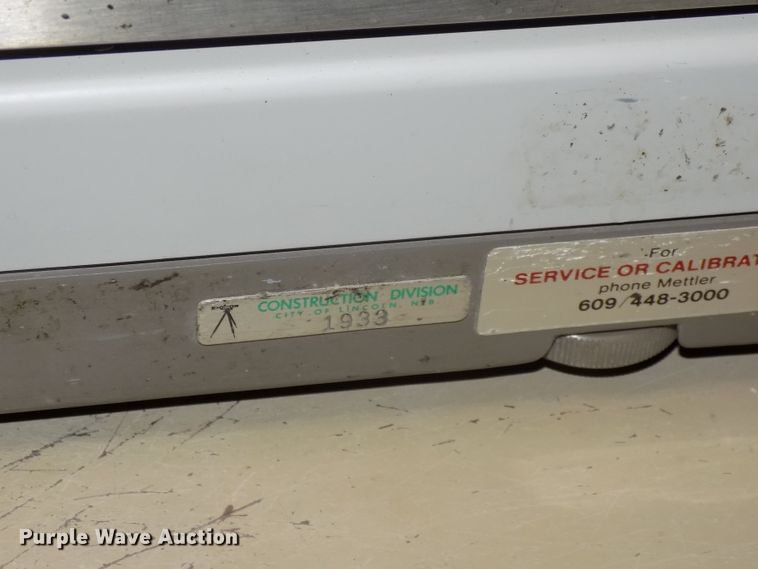 For
SERVICE OR CALIBRAT
phone Mettler
609/448-3000
CONSTRUCTION DIVISION
CITY OF LINCOLN, NEB.
1933
Purple Wave Auction